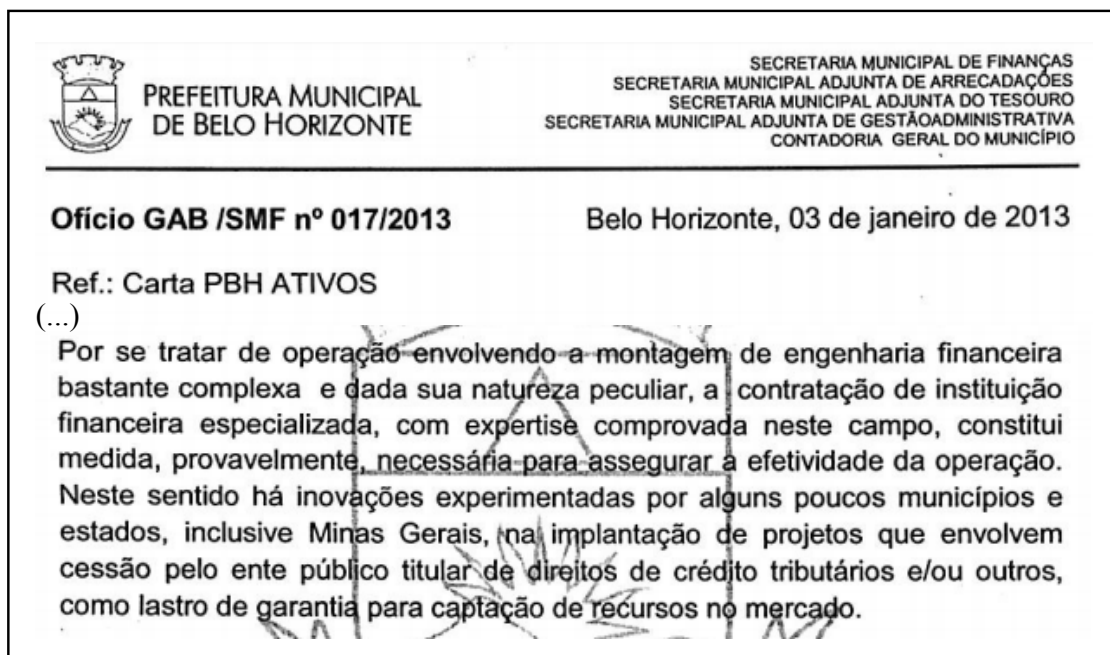 PREFEITURA MUNICIPAL
DE BELO HORIZONTE
SECRETARIA MUNICIPAL DE FINANÇAS
SECRETARIA MUNICIPAL ADJUNTA DE ARRECADAÇÕES
SECRETARIA MUNICIPAL ADJUNTA DO TESOURO
SECRETARIA MUNICIPAL ADJUNTA DE GESTÃOADMINISTRATIVA
CONTADORIA GERAL DO MUNICÍPIO
Ofício GAB /SMF nº 017/2013
Belo Horizonte, 03 de janeiro de 2013
Ref.: Carta PBH ATIVOS
(...)
Por se tratar de operação envolvendo a montagem de engenharia financeira
bastante complexa e dada sua natureza peculiar, a contratação de instituição
financeira especializada, com expertise comprovada neste campo, constitui
medida, provavelmente, necessária para assegurar a efetividade da operação.
Neste sentido há inovações experimentadas por alguns poucos municípios e
estados, inclusive Minas Gerais, na implantação de projetos que envolvem
cessão pelo ente público titular de direitos de crédito tributários e/ou outros,
como lastro de garantia para captação de recursos no mercado.